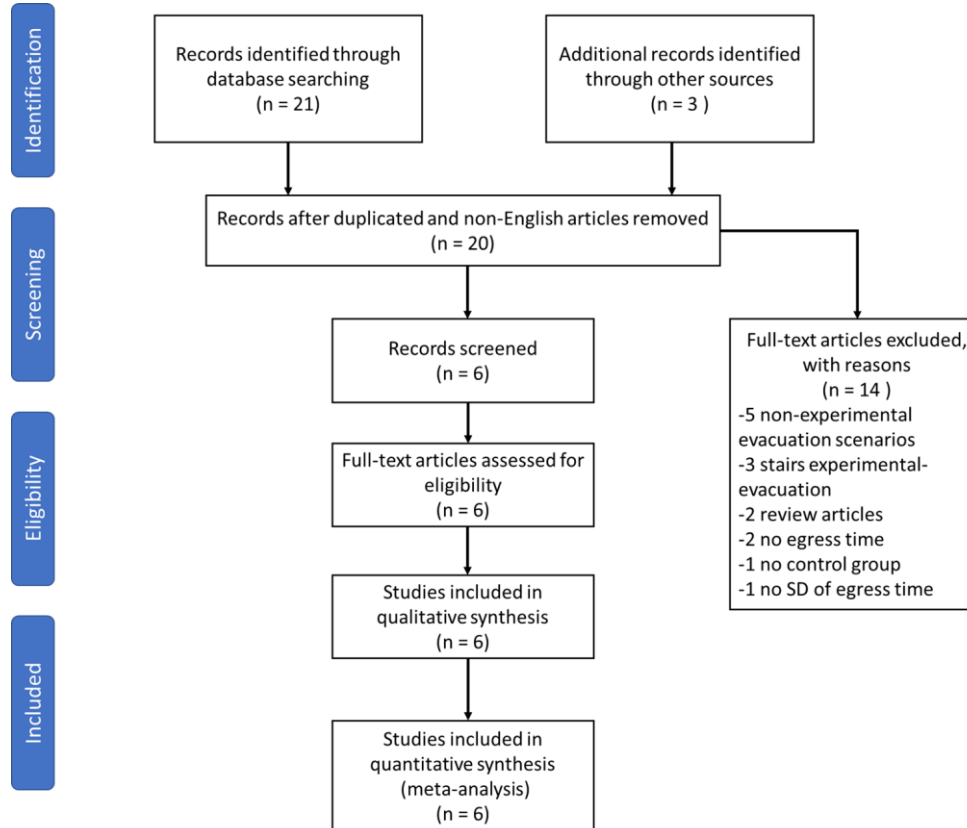 Identification
Records identified through
database searching
(n = 21)
Additional records identified
through other sources
(n = 3 )
Screening
Records after duplicated and non-English articles removed
(n = 20)
Records screened
(n = 6)
Full-text articles excluded,
with reasons
(n = 14 )
-5 non-experimental
evacuation scenarios
-3 stairs experimental-
evacuation
-2 review articles
-2 no egress time
-1 no control group
-1 no SD of egress time
Eligibility
Full-text articles assessed for
eligibility
(n = 6)
Studies included in
qualitative synthesis
(n = 6)
Included
Studies included in
quantitative synthesis
(meta-analysis)
(n = 6)